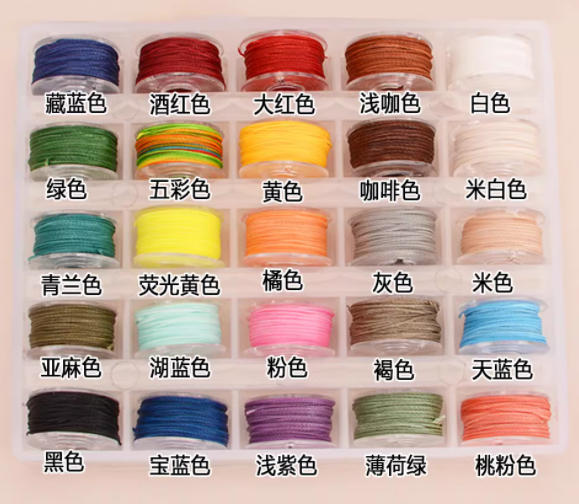 藏蓝色 酒红色 大红色 浅咖色 白色
绿色 五彩色 黄色 咖啡色 米白色
青兰色 荧光黄色 橘色 灰色 米色
亚麻色 湖蓝色 粉色 褐色 天蓝色
黑色 宝蓝色 浅紫色 薄荷绿 桃粉色